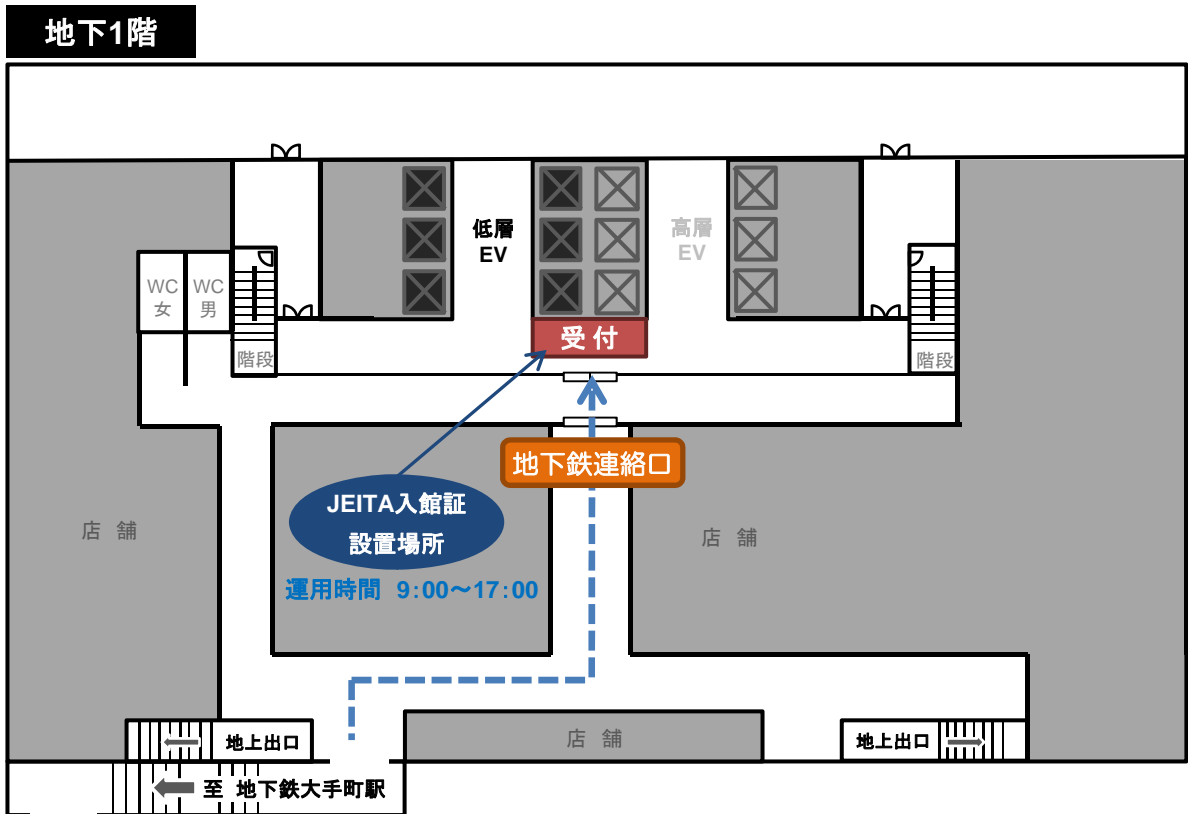 地下1階
低層
EV
高層
EV
WC
女
WC
男
受付
階段
階段
地下鉄連絡口
JEITA入館証
設置場所
店 舗
店 舗
運用時間 9:00~17:00
店 舗
地上出口
地上出口
至 地下鉄大手町駅